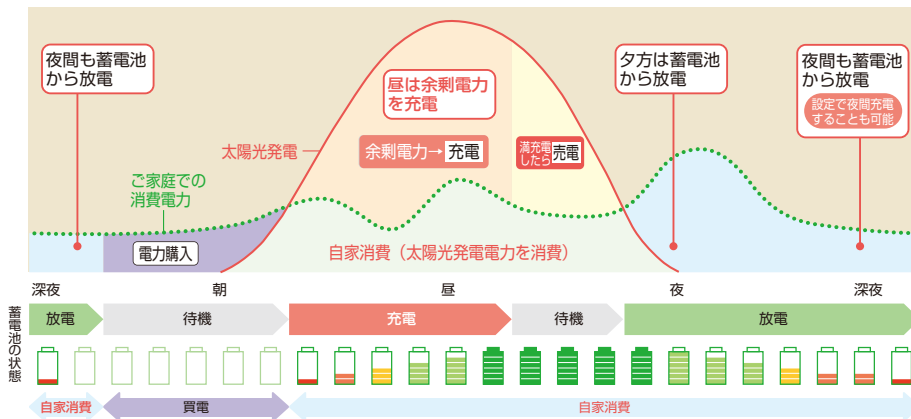 夜間も蓄電池
から放電
昼は余剰電力
を充電
夕方は蓄電池
から放電
夜間も蓄電池
から放電
設定で夜間充電
することも可能
太陽光発電
余剰電力→充電
満充電
したら売電
ご家庭での
消費電力
電力購入
自家消費（太陽光発電電力を消費）
深夜
朝
昼
夜
深夜
蓄電池の状態
放電
待機
充電
待機
放電
自家消費
買電
自家消費